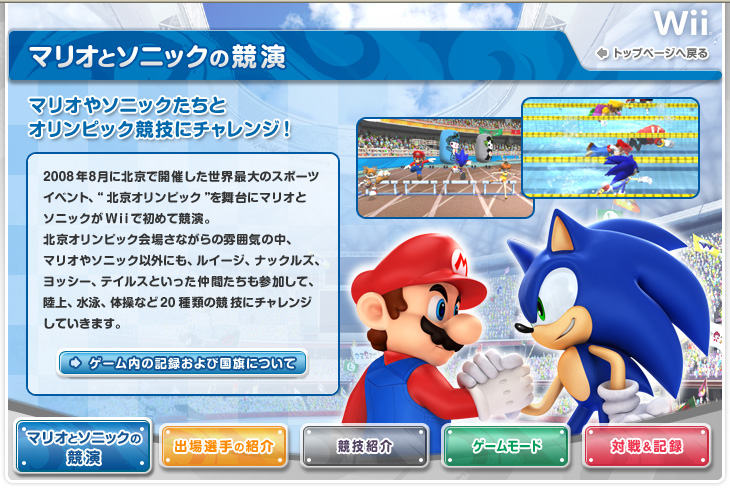 Wii
トップページへ戻る
マリオとソニックの競演
マリオやソニックたちと
オリンピック競技にチャレンジ！
2008年8月に北京で開催した世界最大のスポーツ
イベント、“北京オリンピック”を舞台にマリオと
ソニックがWiiで初めて競演。
北京オリンピック会場さながらの雰囲気の中、
マリオやソニック以外にも、ルイージ、ナックルズ、
ヨッシー、テイルスといった仲間たちも参加して、
陸上、水泳、体操など20種類の競技にチャレンジ
していきます。
ゲーム内の記録および国旗について
M
マリオとソニックの
競演
出場選手の紹介
競技紹介
ゲームモード
対戦&記録